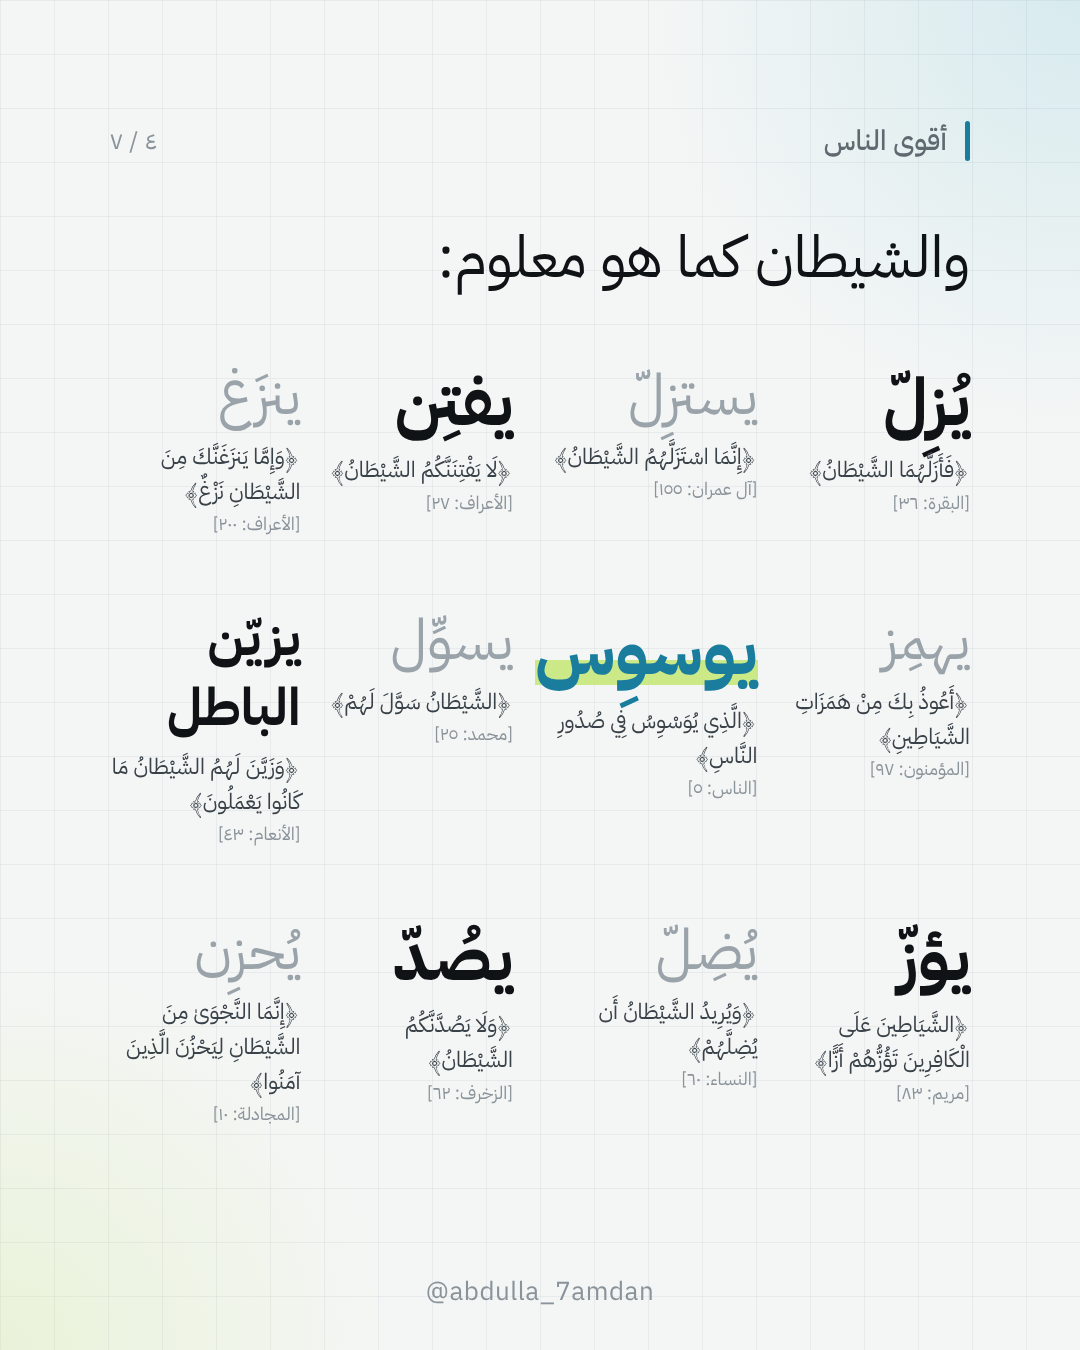 أقوى الناس
٤ / ٧
والشيطان كما هو معلوم:
يُزِلّ
﴿فَأَزَلَّهُمَا الشَّيْطَانُ﴾
[البقرة: ٣٦]
يستزِلّ
﴿إِنَّمَا اسْتَزَلَّهُمُ الشَّيْطَانُ﴾
[آل عمران: ١٥٥]
يفتِن
﴿لَا يَفْتِنَنَّكُمُ الشَّيْطَانُ﴾
[الأعراف: ٢٧]
ينزَغ
﴿وَإِمَّا يَنزَغَنَّكَ مِنَ
الشَّيْطَانِ نَزْغٌ﴾
[الأعراف: ٢٠٠]
يهمِز
﴿أَعُوذُ بِكَ مِنْ هَمَزَاتِ
الشَّيَاطِينِ﴾
[المؤمنون: ٩٧]
يوسوِس
﴿الَّذِي يُوَسْوِسُ فِي صُدُورِ
النَّاسِ﴾
[الناس: ٥]
يسوِّل
﴿الشَّيْطَانُ سَوَّلَ لَهُمْ﴾
[محمد: ٢٥]
يزيّن
الباطل
﴿وَزَيَّنَ لَهُمُ الشَّيْطَانُ مَا
كَانُوا يَعْمَلُونَ﴾
[الأنعام: ٤٣]
يؤزّ
﴿الشَّيَاطِينَ عَلَى
الْكَافِرِينَ تَؤُزُّهُمْ أَزًّا﴾
[مريم: ٨٣]
يُضِلّ
﴿وَيُرِيدُ الشَّيْطَانُ أَن
يُضِلَّهُمْ﴾
[النساء: ٦٠]
يصُدّ
﴿وَلَا يَصُدَّنَّكُمُ
الشَّيْطَانُ﴾
[الزخرف: ٦٢]
يُحزِن
﴿إِنَّمَا النَّجْوَىٰ مِنَ
الشَّيْطَانِ لِيَحْزُنَ الَّذِينَ
آمَنُوا﴾
[المجادلة: ١٠]
@abdulla_7amdan